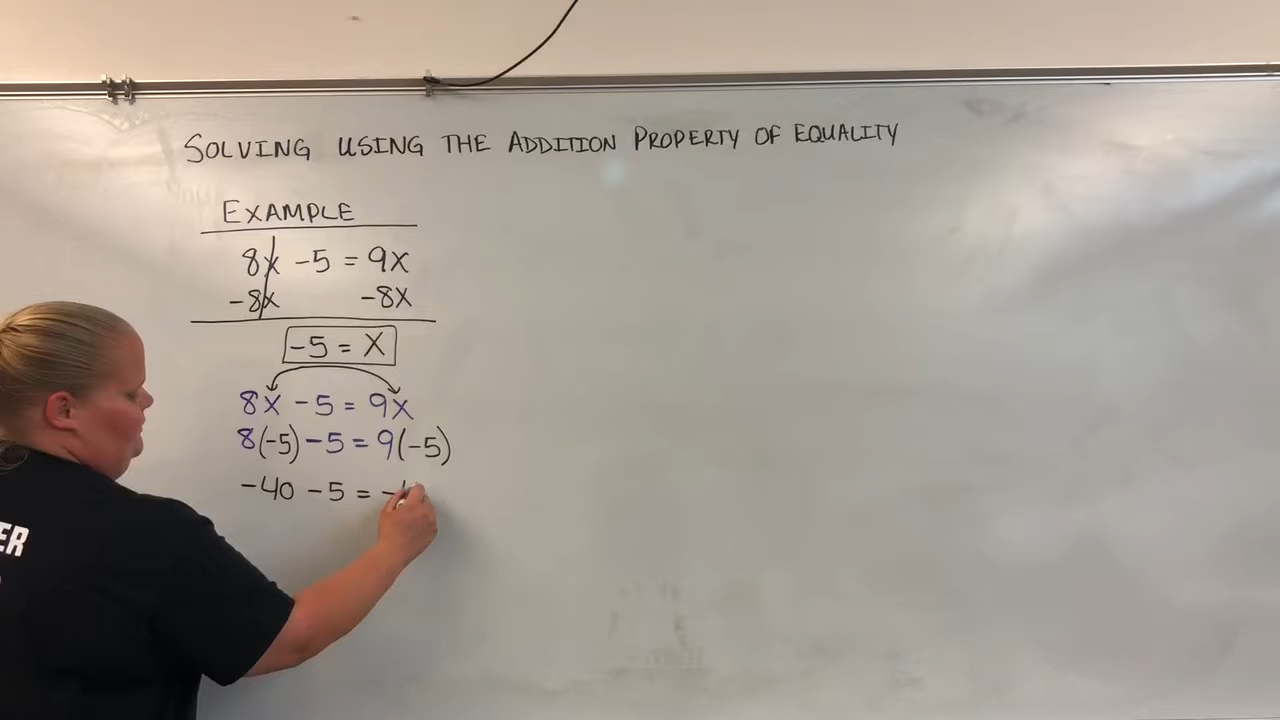 SOLVING USING THE ADDITION PROPERTY OF EQUALITY
EXAMPLE
8x - 5 = 9x
-8x -8x
-5 = x
8x - 5 = 9x
8(-5) - 5 = 9(-5)
-40 - 5 = -